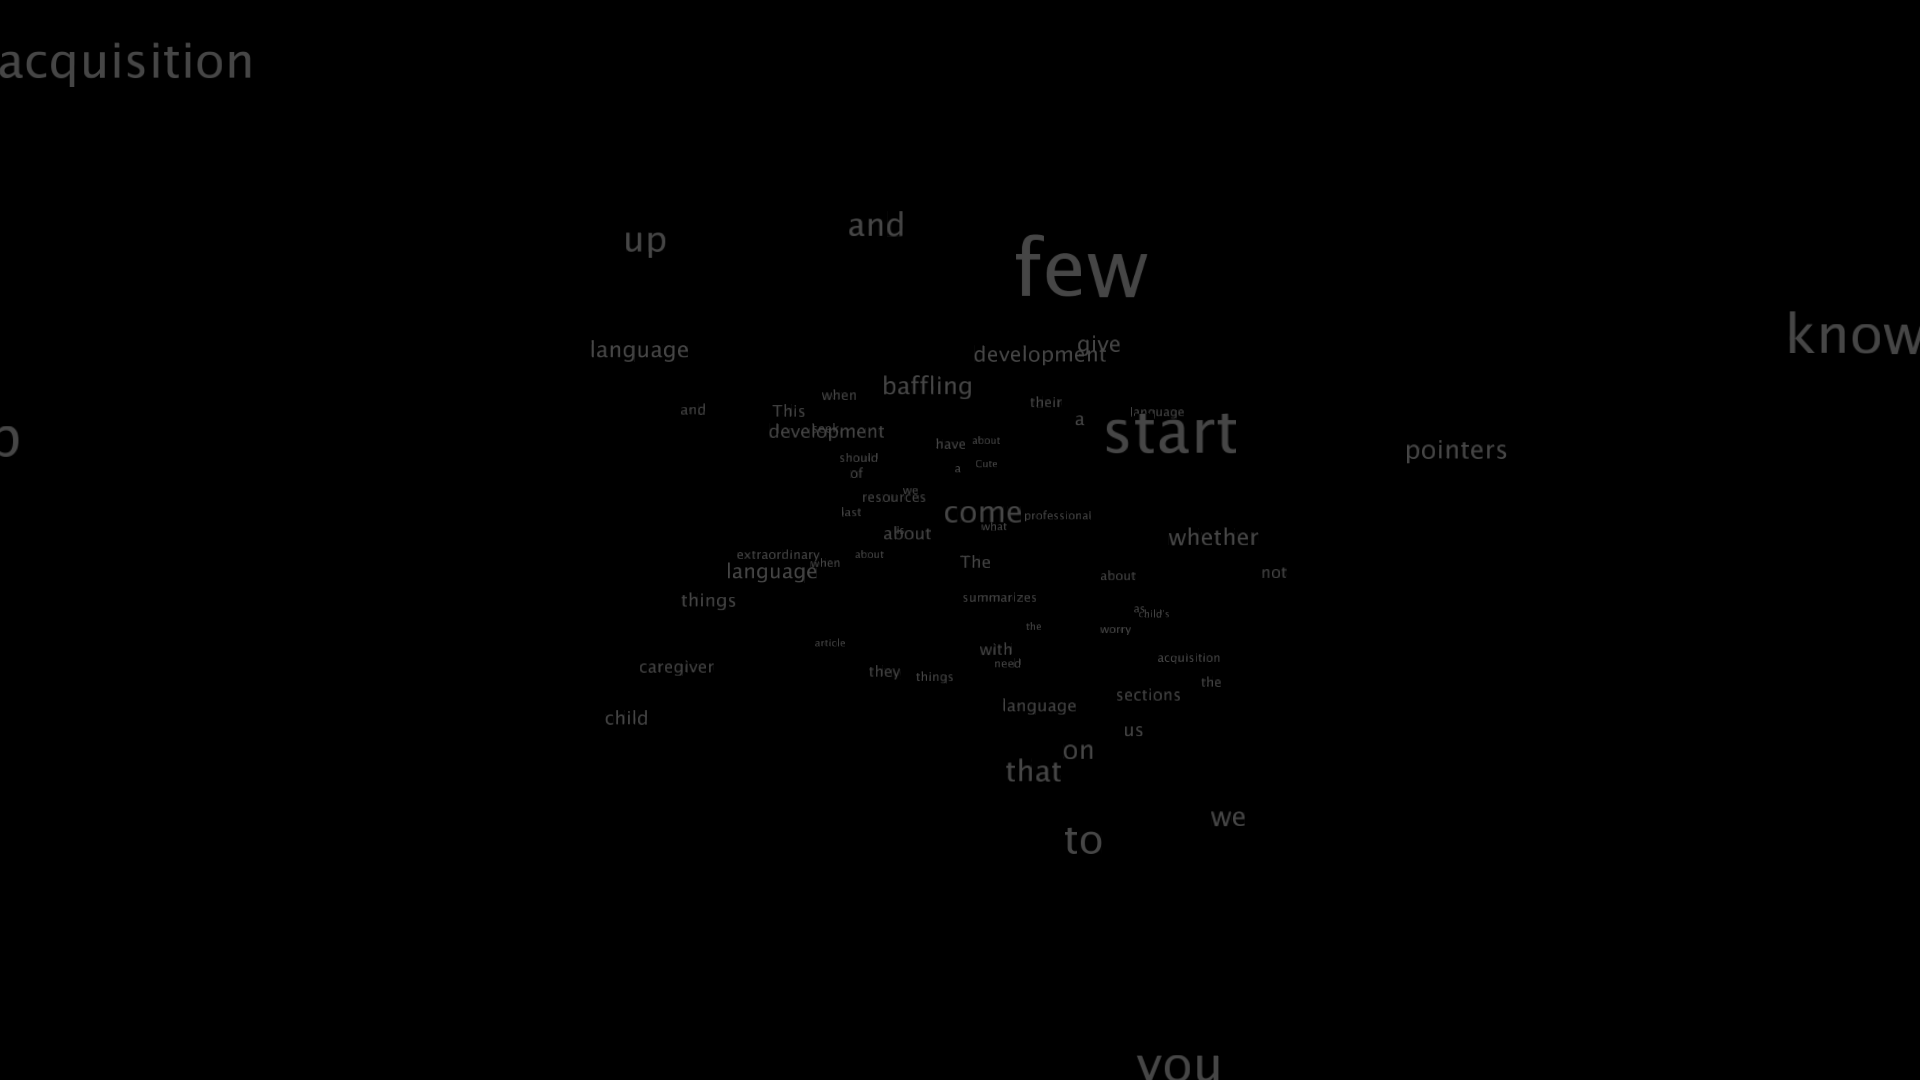 acquisition
and
up
few
know
give
language
development
baffling
when
their
and
This
language
a
seek
development
start
p
about
have
pointers
should
Cute
a
of
we
resources
last
come
professional
what
is
about
whether
extraordinary
about
when
The
language
not
about
things
summarizes
as
child's
the
worry
article
with
acquisition
need
caregiver
they
things
the
sections
language
child
us
on
that
we
to
you